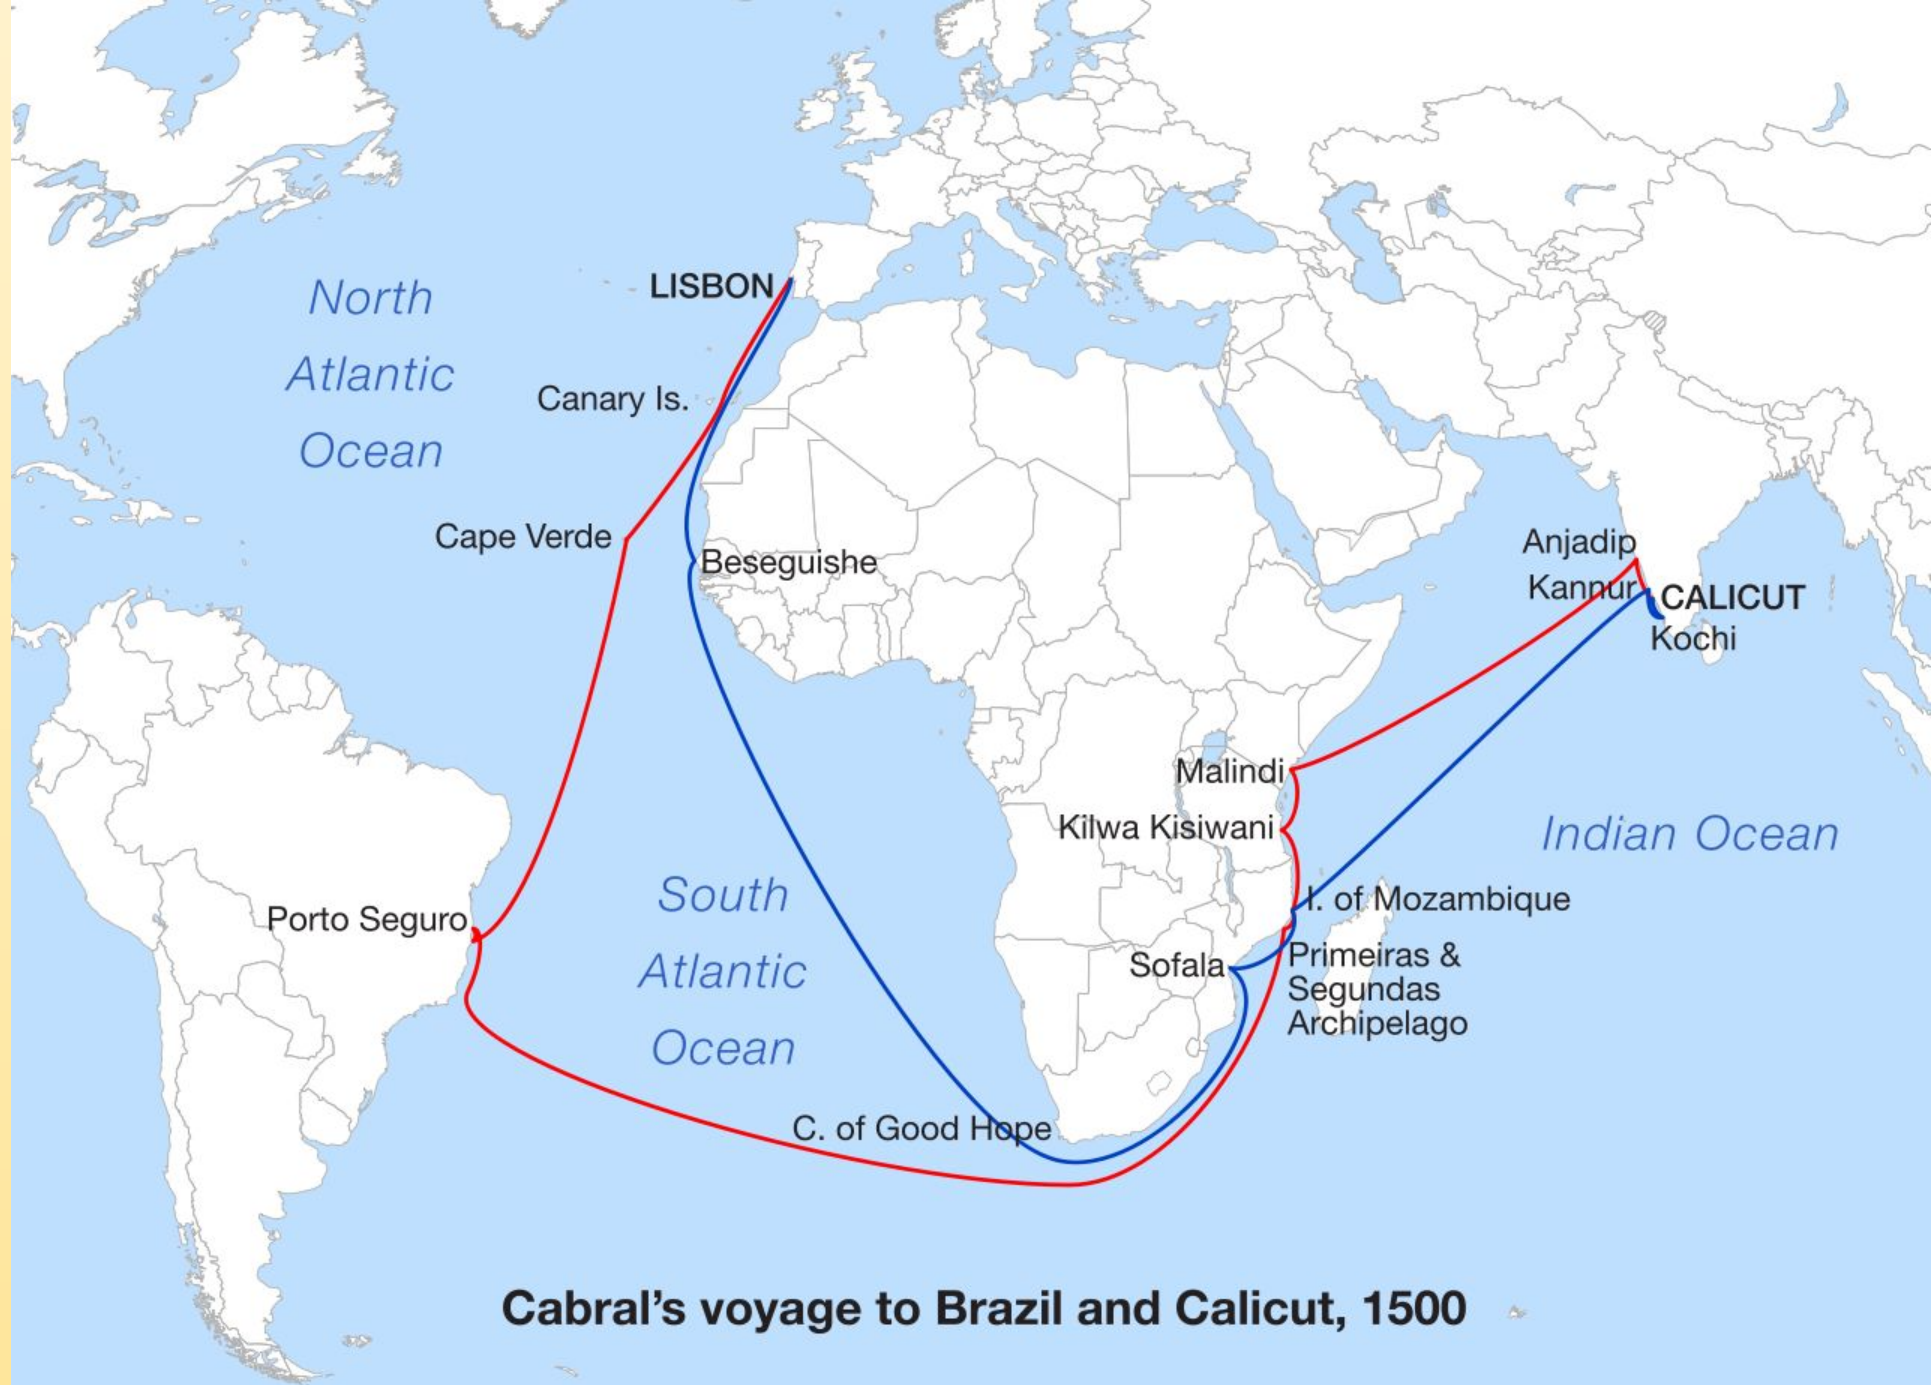 LISBON
North
Atlantic
Ocean
Canary Is.
Cape Verde
Beseguishe
Anjadip
Kannur
CALICUT
Kochi
Malindi
Kilwa Kisiwani
Indian Ocean
South
Atlantic
Ocean
Porto Seguro
I. of Mozambique
Sofala
Primeiras &
Segundas
Archipelago
C. of Good Hope
Cabral’s voyage to Brazil and Calicut, 1500